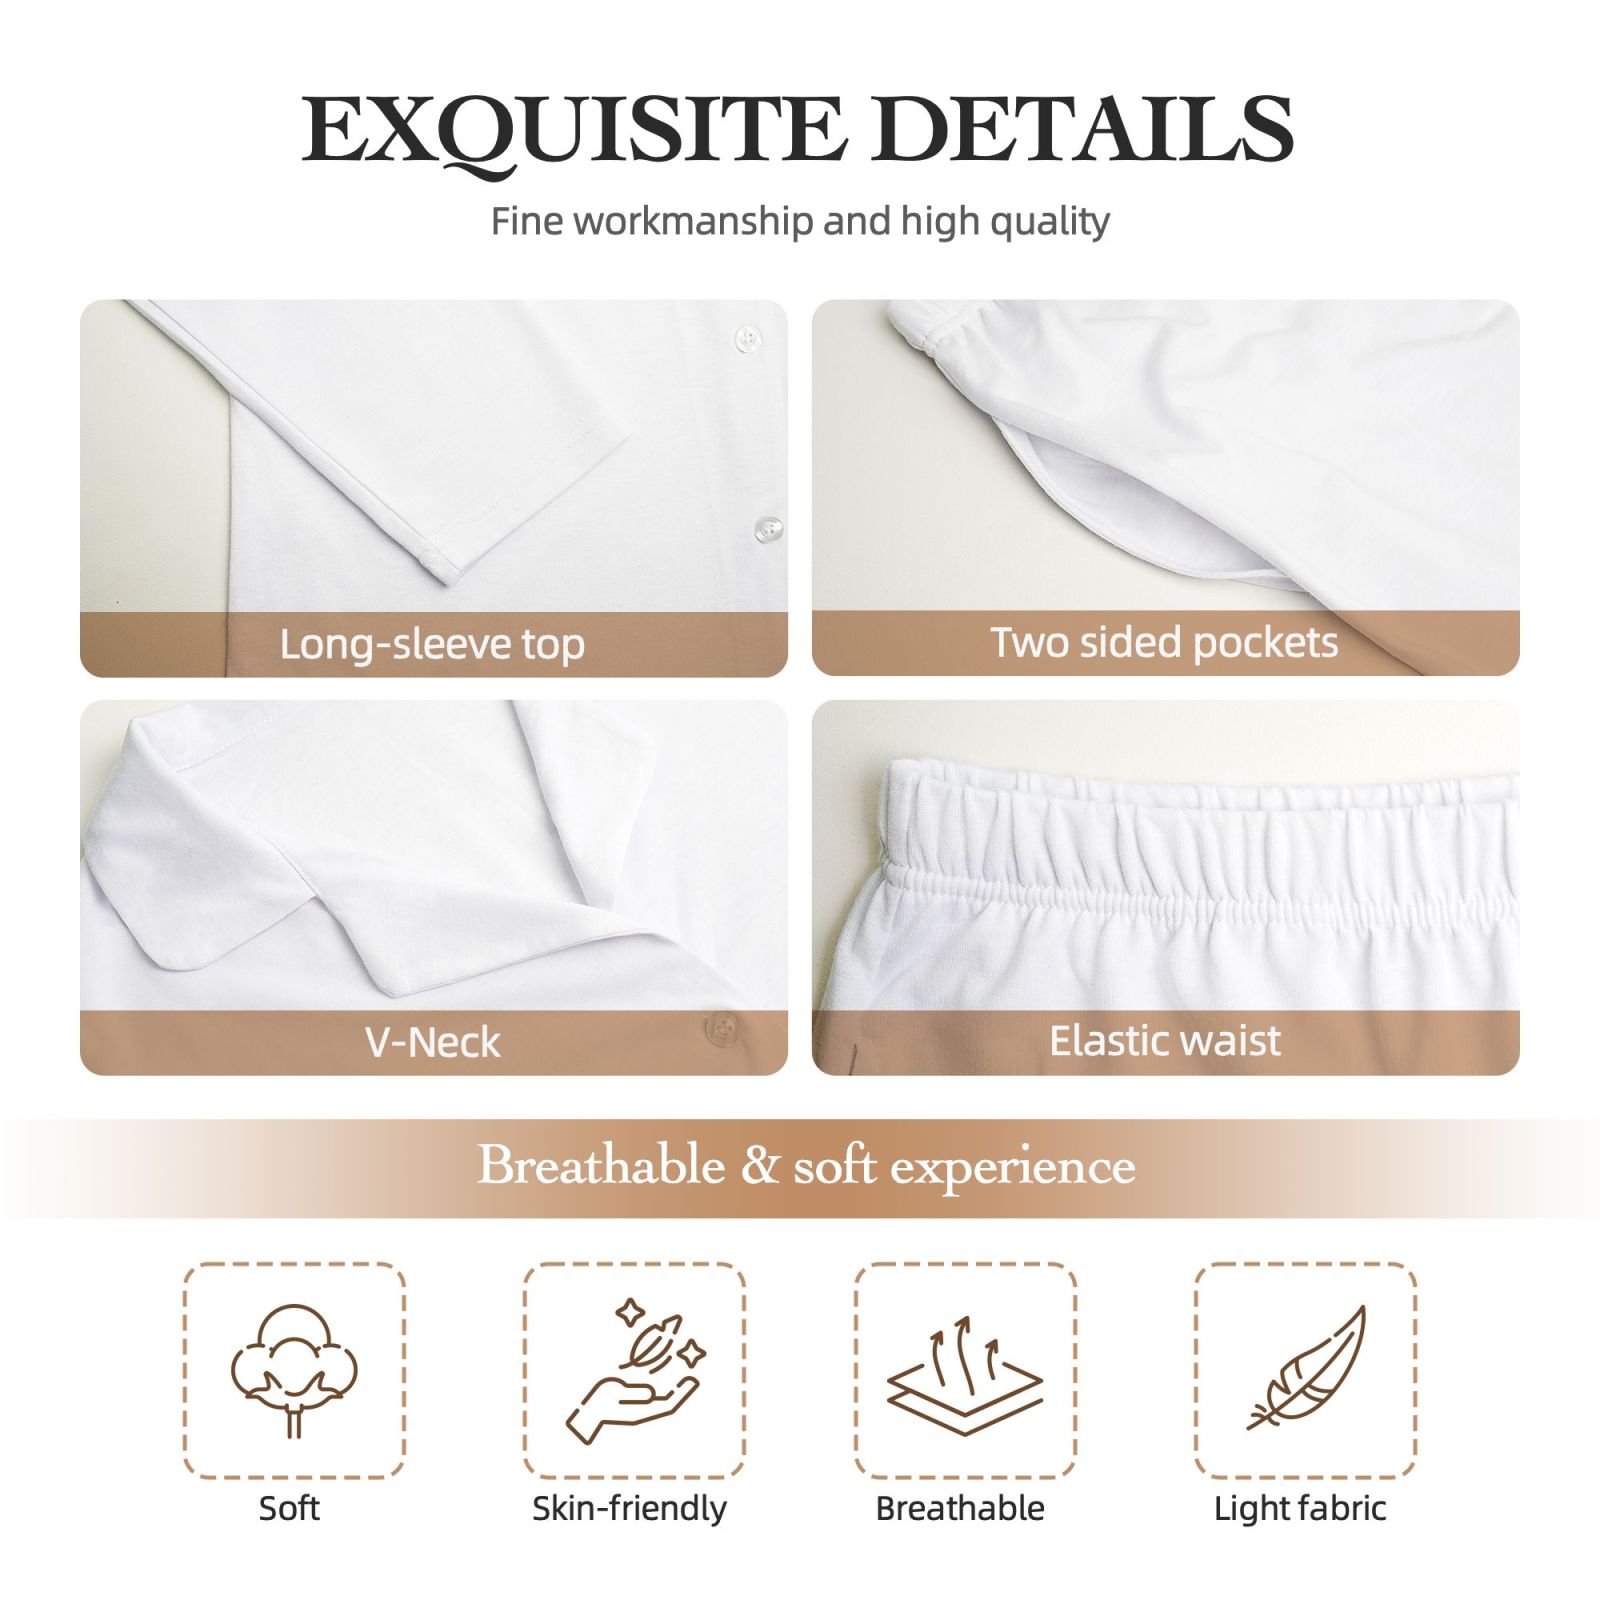 EXQUISITE DETAILS
Fine workmanship and high quality
Long-sleeve top
Two sided pockets
V-Neck
Elastic waist
Breathable & soft experience
Soft
Skin-friendly
Breathable
Light fabric